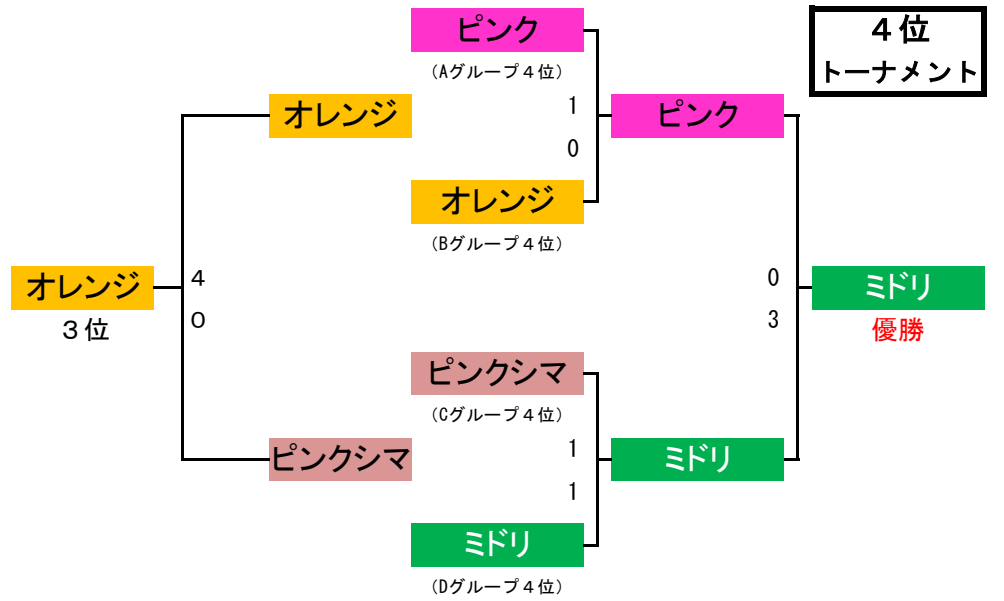 ピンク
４位
トーナメント
(Aグループ４位)
オレンジ
1
ピンク
0
オレンジ
(Bグループ４位)
オレンジ
4
0
ミドリ
３位
0
3
優勝
ピンクシマ
(Cグループ４位)
ピンクシマ
1
ミドリ
1
ミドリ
(Dグループ４位)